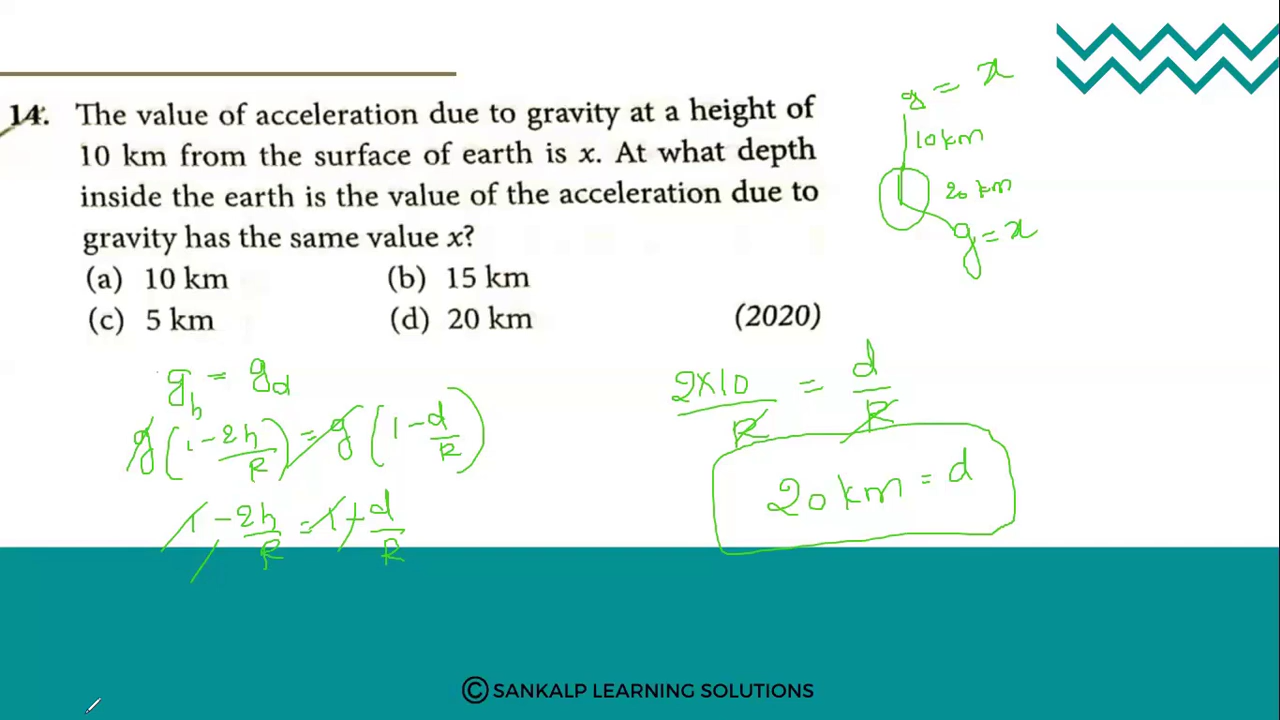 14. The value of acceleration due to gravity at a height of
10 km from the surface of earth is x. At what depth
inside the earth is the value of the acceleration due to
gravity has the same value x?
(a) 10 km (b) 15 km
(c) 5 km (d) 20 km (2020)
g = x
10 km
20 km
g = x
g_h = g_d
g(1 - 2h/R) = g(1 - d/R)
1 - 2h/R = 1 - d/R
2×10/R = d/R
20 km = d
© SANKALP LEARNING SOLUTIONS